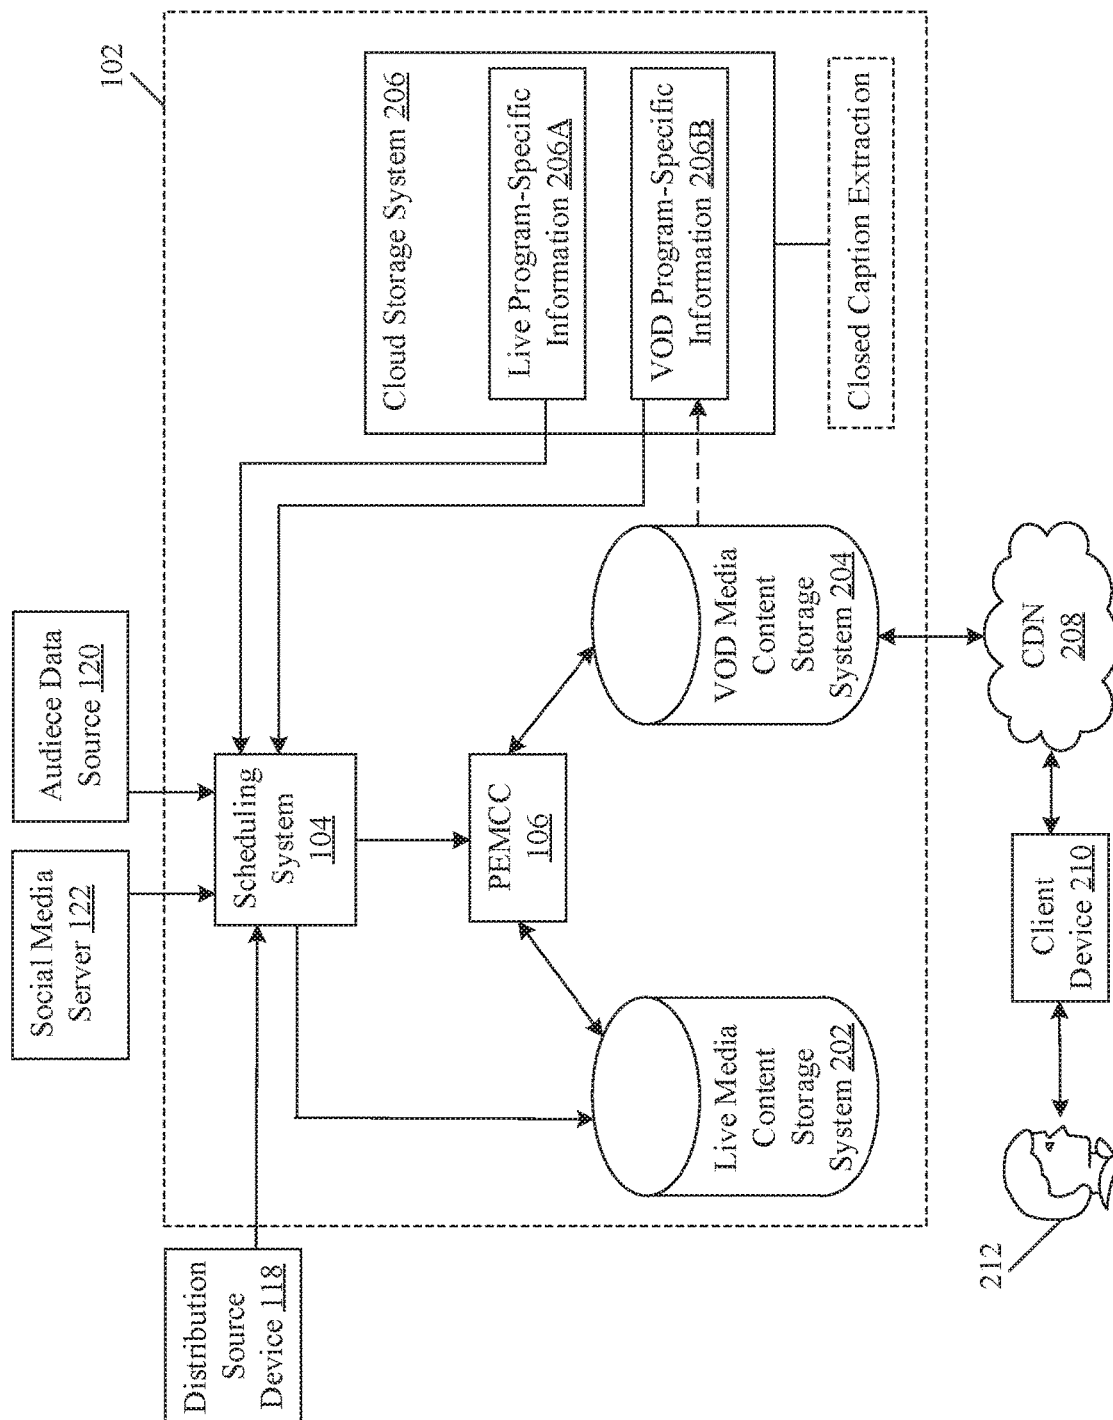 102
Social Media
Server 122
Audiece Data
Source 120
Distribution
Source
Device 118
Scheduling
System
104
PEMCC
106
Live Media
Content
Storage
System 202
VOD Media
Content
Storage
System 204
Cloud Storage System 206
Live Program-Specific
Information 206A
VOD Program-Specific
Information 206B
Closed Caption Extraction
212
Client
Device 210
CDN
208